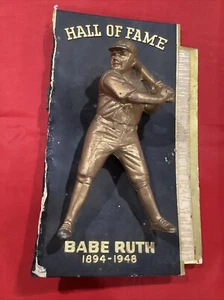 HALL OF FAME
BABE RUTH
1894-1948